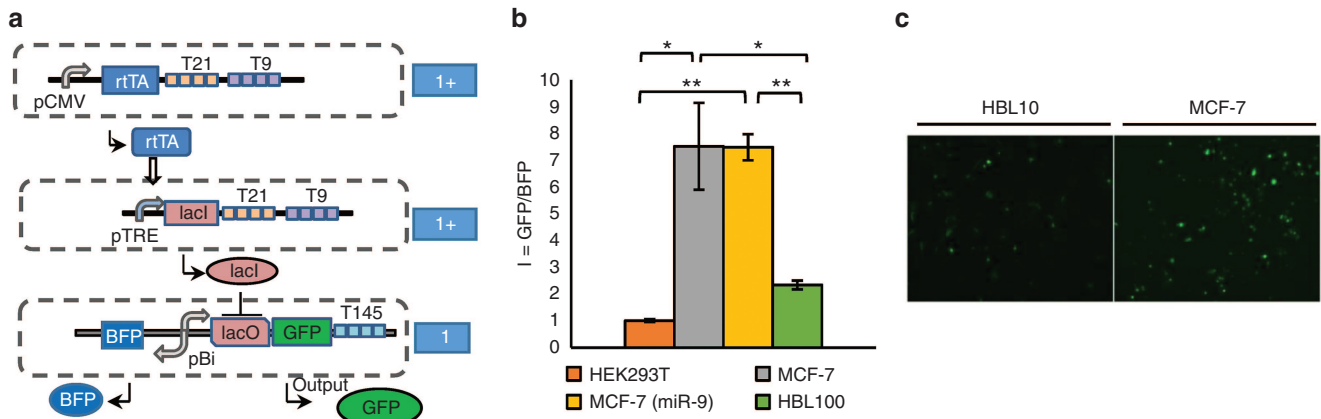 a
T21 T9
rtTA
pCMV
1+
rtTA
T21 T9
lacI
pTRE
1+
lacI
T145
BFP
lacO
GFP
pBi
1
Output
BFP
GFP
b
* *
** **
I = GFP/BFP
10
9
8
7
6
5
4
3
2
1
0
HEK293T
MCF-7
MCF-7 (miR-9)
HBL100
c
HBL10
MCF-7